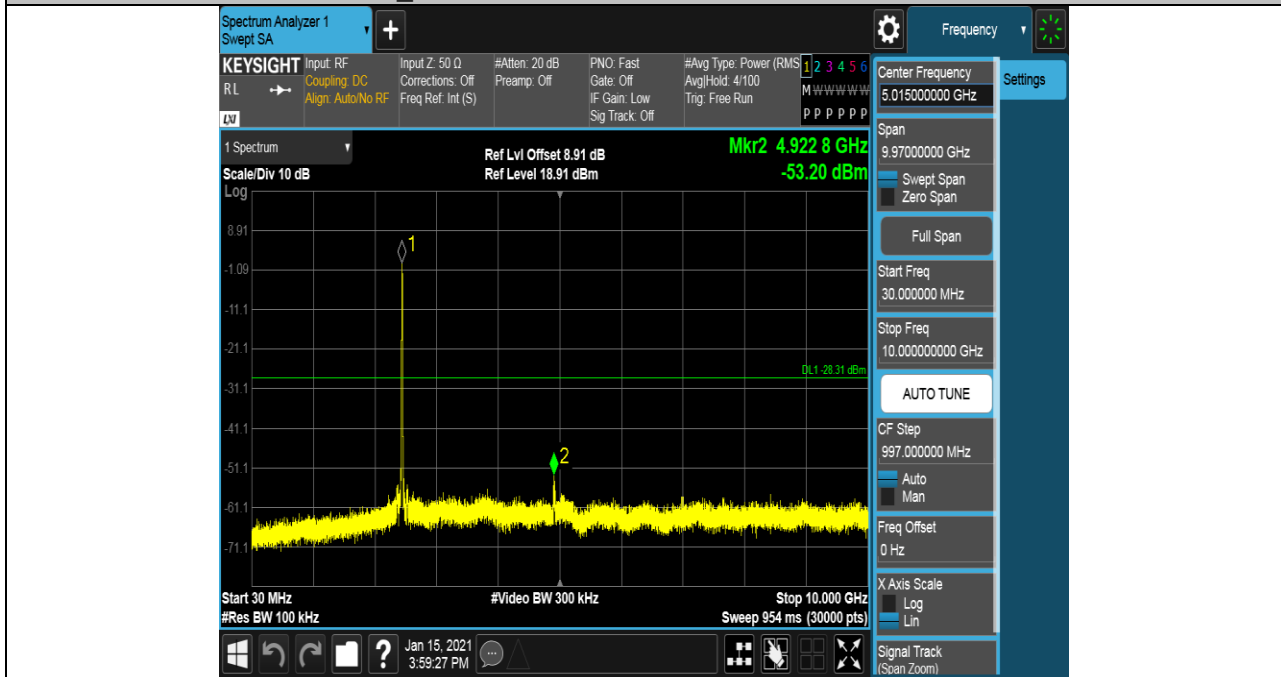 Spectrum Analyzer 1
Swept SA
+
Frequency
KEYSIGHT
RL
LXI
Input: RF
Coupling: DC
Align: Auto/No RF
Input Z: 50 Ω
Corrections: Off
Freq Ref: Int (S)
#Atten: 20 dB
Preamp: Off
PNO: Fast
Gate: Off
IF Gain: Low
Sig Track: Off
#Avg Type: Power (RMS
Avg|Hold: 4/100
Trig: Free Run
1 2 3 4 5 6
M W W W W W
P P P P P P
1 Spectrum
Scale/Div 10 dB
Ref Lvl Offset 8.91 dB
Ref Level 18.91 dBm
Mkr2 4.922 8 GHz
-53.20 dBm
Log
8.91
-1.09
-11.1
-21.1
-31.1
-41.1
-51.1
-61.1
-71.1
1
2
DL1 -28.31 dBm
Start 30 MHz
#Res BW 100 kHz
#Video BW 300 kHz
Stop 10.000 GHz
Sweep 954 ms (30000 pts)
?
Jan 15, 2021
3:59:27 PM
Center Frequency
5.015000000 GHz
Span
9.97000000 GHz
Swept Span
Zero Span
Full Span
Start Freq
30.000000 MHz
Stop Freq
10.000000000 GHz
AUTO TUNE
CF Step
997.000000 MHz
Auto
Man
Freq Offset
0 Hz
X Axis Scale
Log
Lin
Signal Track
(Span Zoom)
Settings